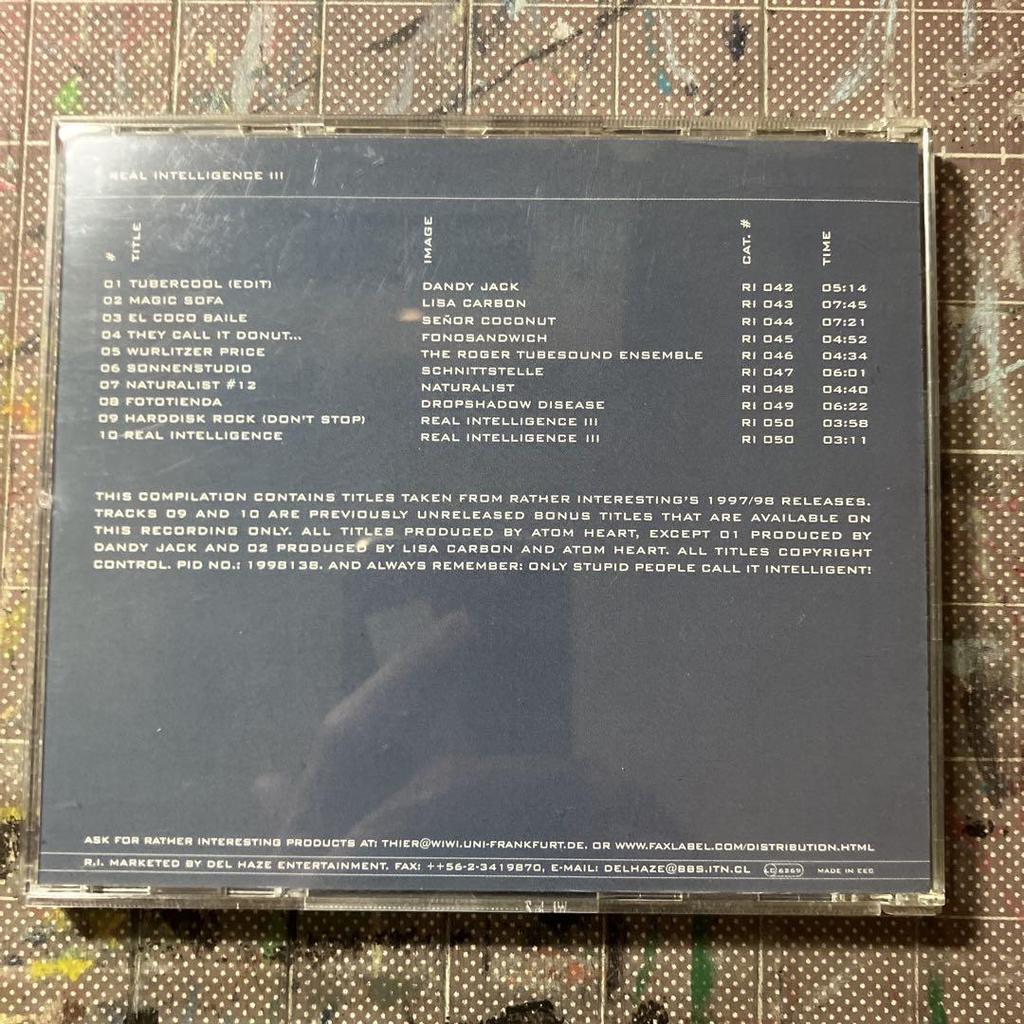 REAL INTELLIGENCE III
# TITLE IMAGE CAT. # TIME
01 TUBERCOOL (EDIT) DANDY JACK RI 042 05:14
02 MAGIC SOFA LISA CARBON RI 043 07:45
03 EL COCO BAILE SEÑOR COCONUT RI 044 07:21
04 THEY CALL IT DONUT... FONOSANDWICH RI 045 04:52
05 WURLITZER PRICE THE ROGER TUBESOUND ENSEMBLE RI 046 04:34
06 SONNENSTUDIO SCHNITTSTELLE RI 047 06:01
07 NATURALIST #12 NATURALIST RI 048 04:40
08 FOTOTIENDA DROPSHADOW DISEASE RI 049 06:22
09 HARDDISK ROCK (DON'T STOP) REAL INTELLIGENCE III RI 050 03:58
10 REAL INTELLIGENCE REAL INTELLIGENCE III RI 050 03:11
THIS COMPILATION CONTAINS TITLES TAKEN FROM RATHER INTERESTING'S 1997/98 RELEASES.
TRACKS 09 AND 10 ARE PREVIOUSLY UNRELEASED BONUS TITLES THAT ARE AVAILABLE ON
THIS RECORDING ONLY. ALL TITLES PRODUCED BY ATOM HEART, EXCEPT 01 PRODUCED BY
DANDY JACK AND 02 PRODUCED BY LISA CARBON AND ATOM HEART. ALL TITLES COPYRIGHT
CONTROL. PID NO.: 1998138. AND ALWAYS REMEMBER: ONLY STUPID PEOPLE CALL IT INTELLIGENT!
ASK FOR RATHER INTERESTING PRODUCTS AT: THIER@WIWI.UNI-FRANKFURT.DE. OR WWW.FAXLABEL.COM/DISTRIBUTION.HTML
R.I. MARKETED BY DEL HAZE ENTERTAINMENT. FAX: ++56-2-3419870, E-MAIL: DELHAZE@BBS.ITN.CL LC 6269 MADE IN EEC